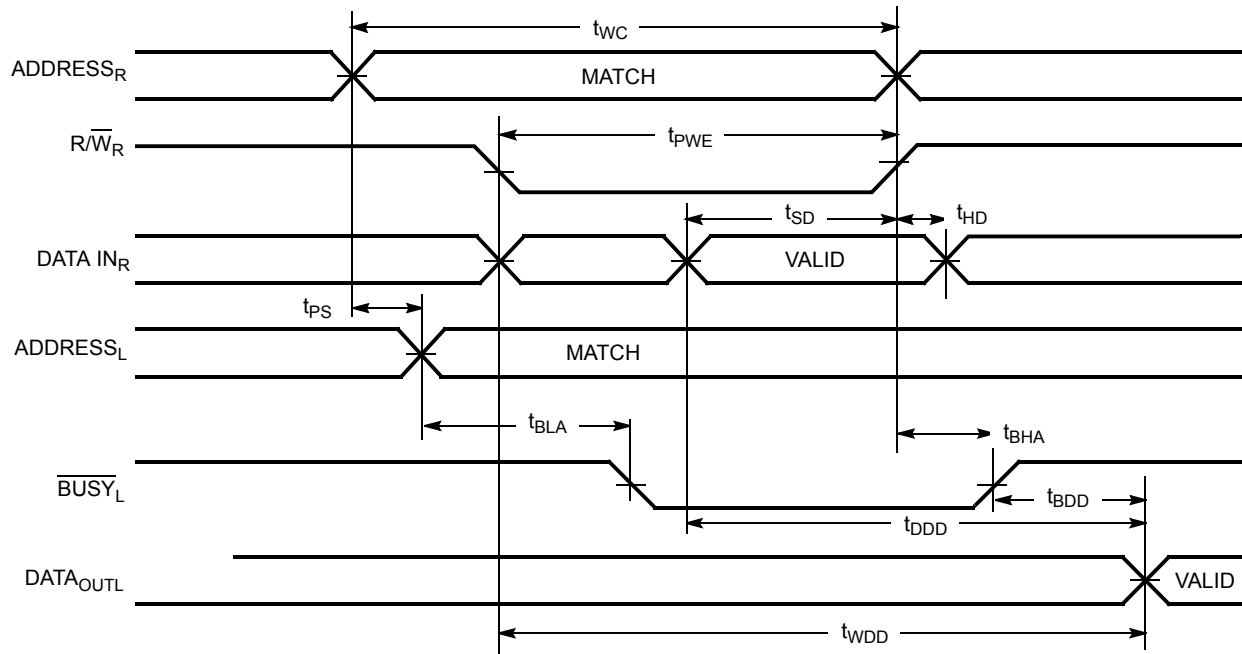 tWC
ADDRESSR
MATCH
R/W̅R
tPWE
tSD
tHD
DATA INR
VALID
tPS
ADDRESSL
MATCH
tBLA
tBHA
B̅U̅S̅Y̅L
tBDD
tDDD
DATAOUTL
VALID
tWDD